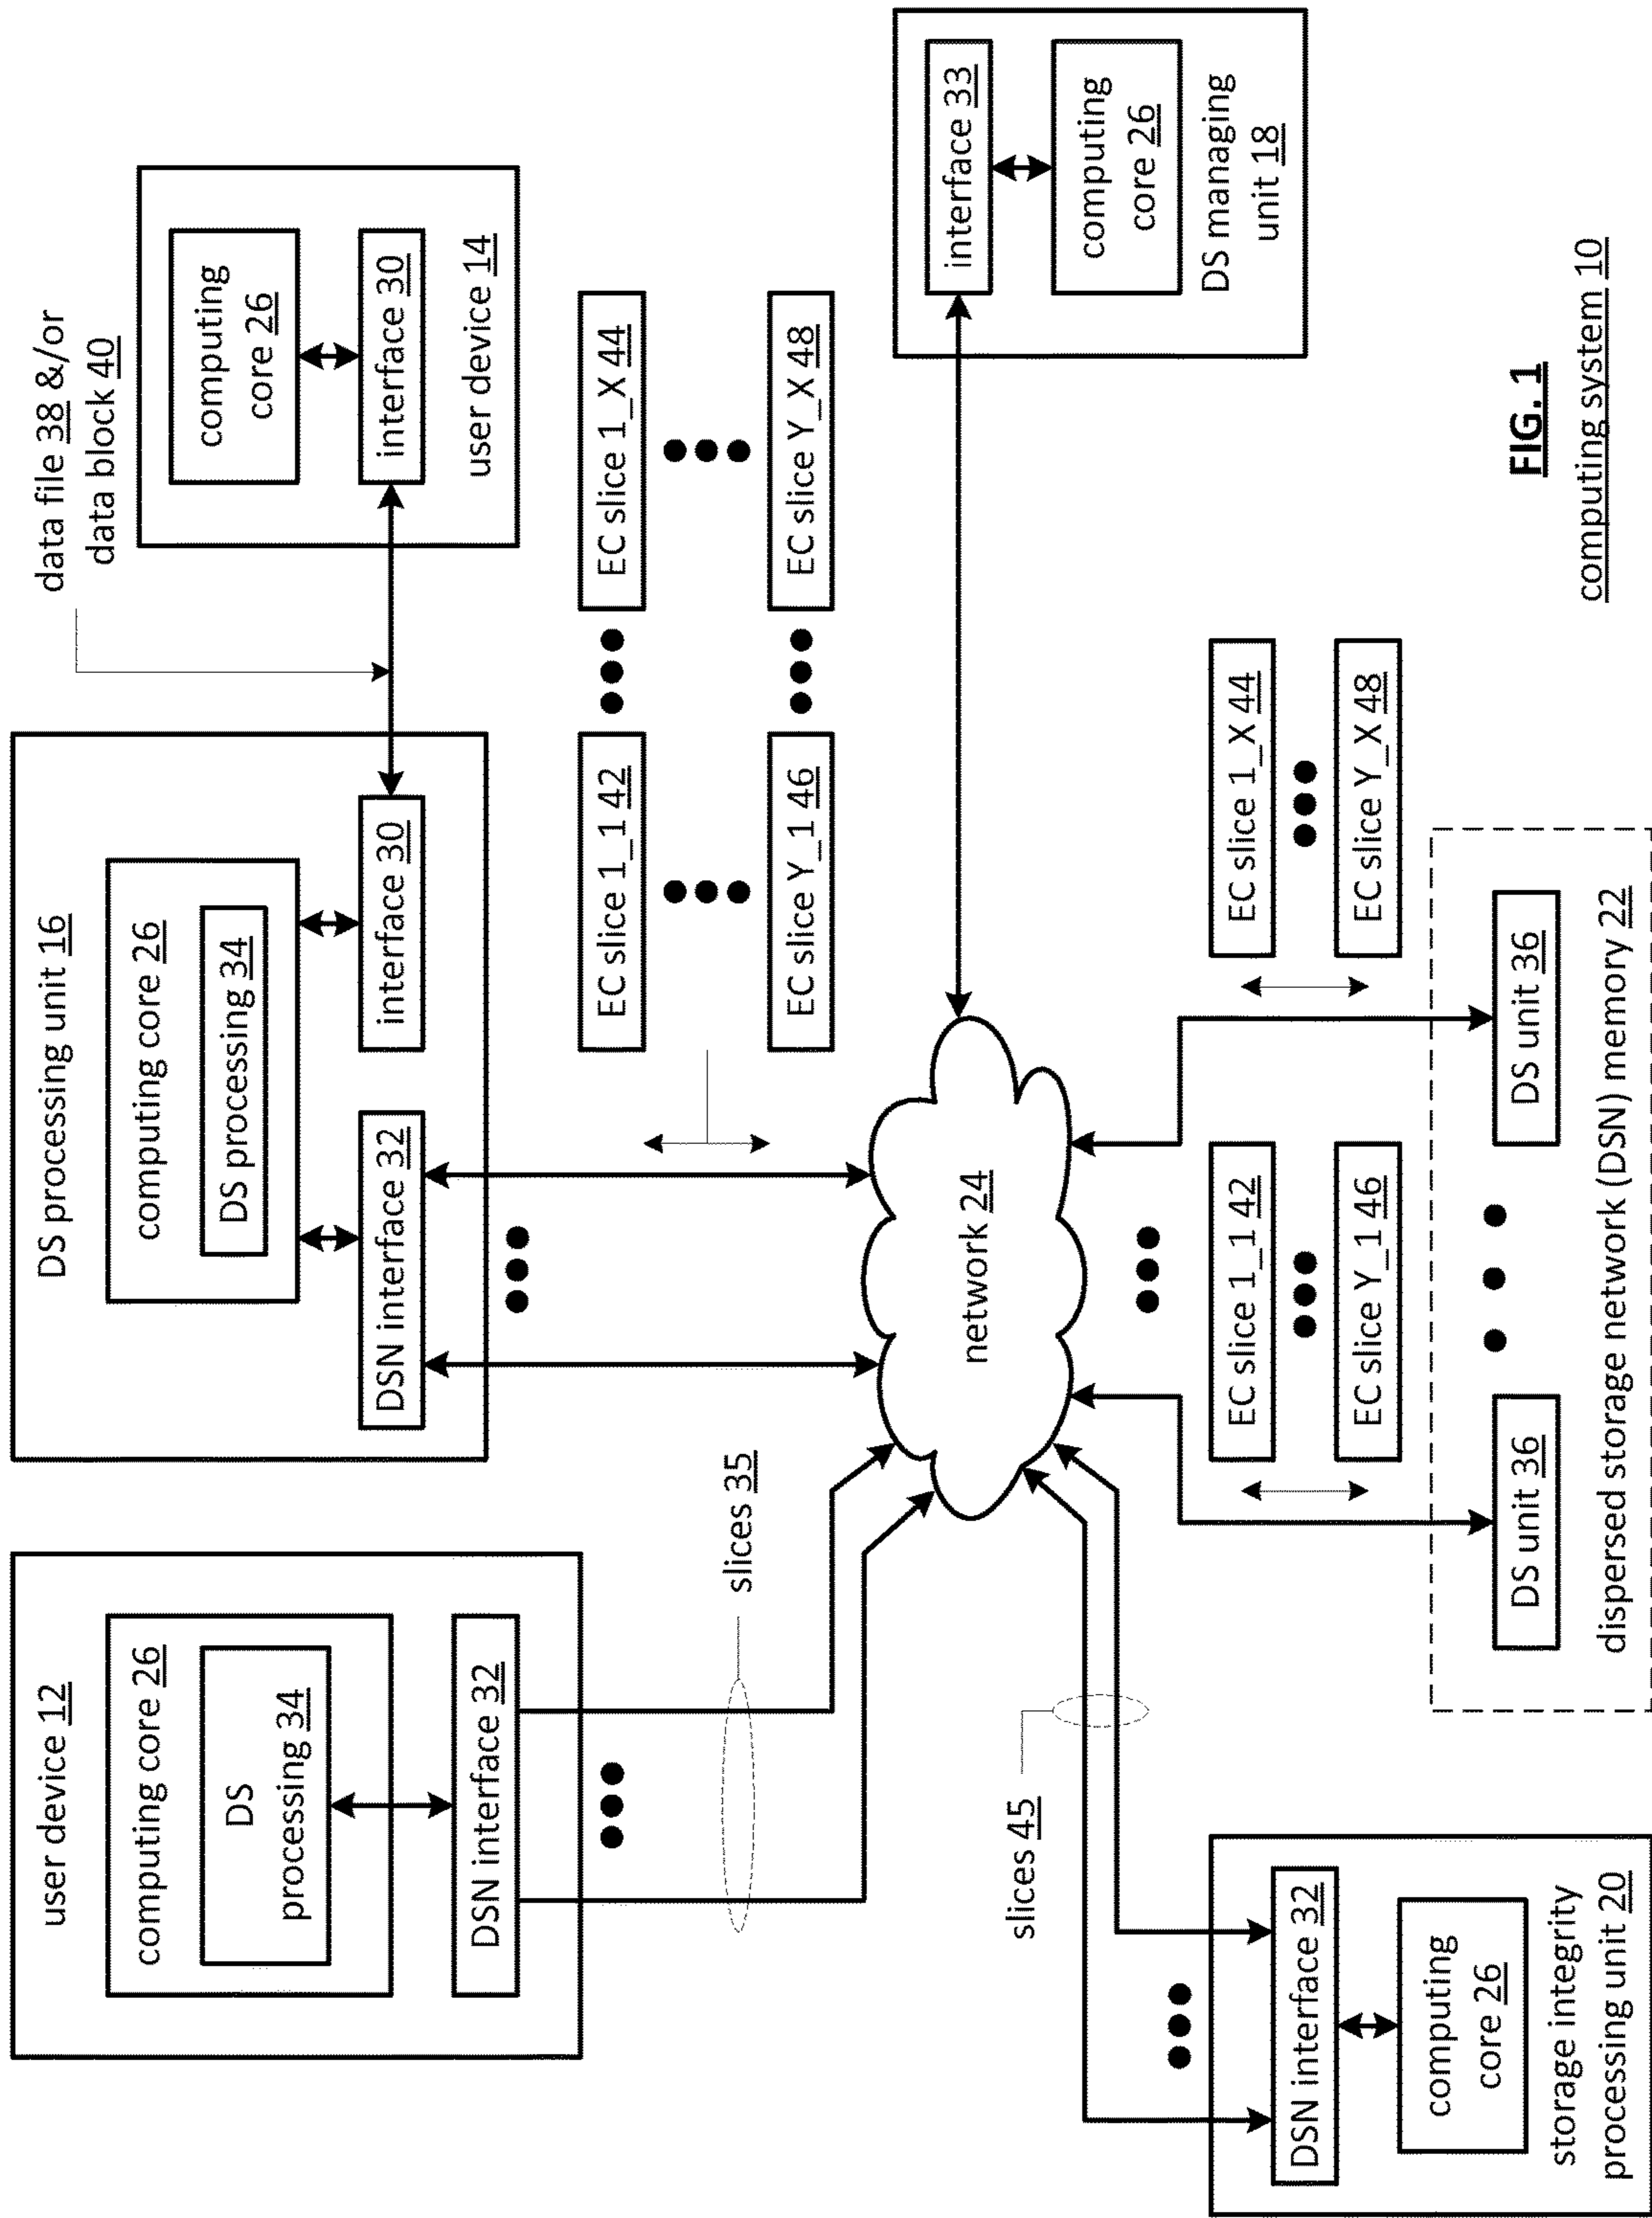 user device 12
computing core 26
DS
processing 34
DSN interface 32
slices 35
DS processing unit 16
computing core 26
DS processing 34
DSN interface 32
interface 30
data file 38 &/or
data block 40
computing
core 26
interface 30
user device 14
EC slice 1_1 42
EC slice 1_X 44
EC slice Y_1 46
EC slice Y_X 48
network 24
interface 33
computing
core 26
DS managing
unit 18
slices 45
DSN interface 32
computing
core 26
storage integrity
processing unit 20
EC slice 1_1 42
EC slice Y_1 46
EC slice 1_X 44
EC slice Y_X 48
DS unit 36
DS unit 36
dispersed storage network (DSN) memory 22
FIG. 1
computing system 10